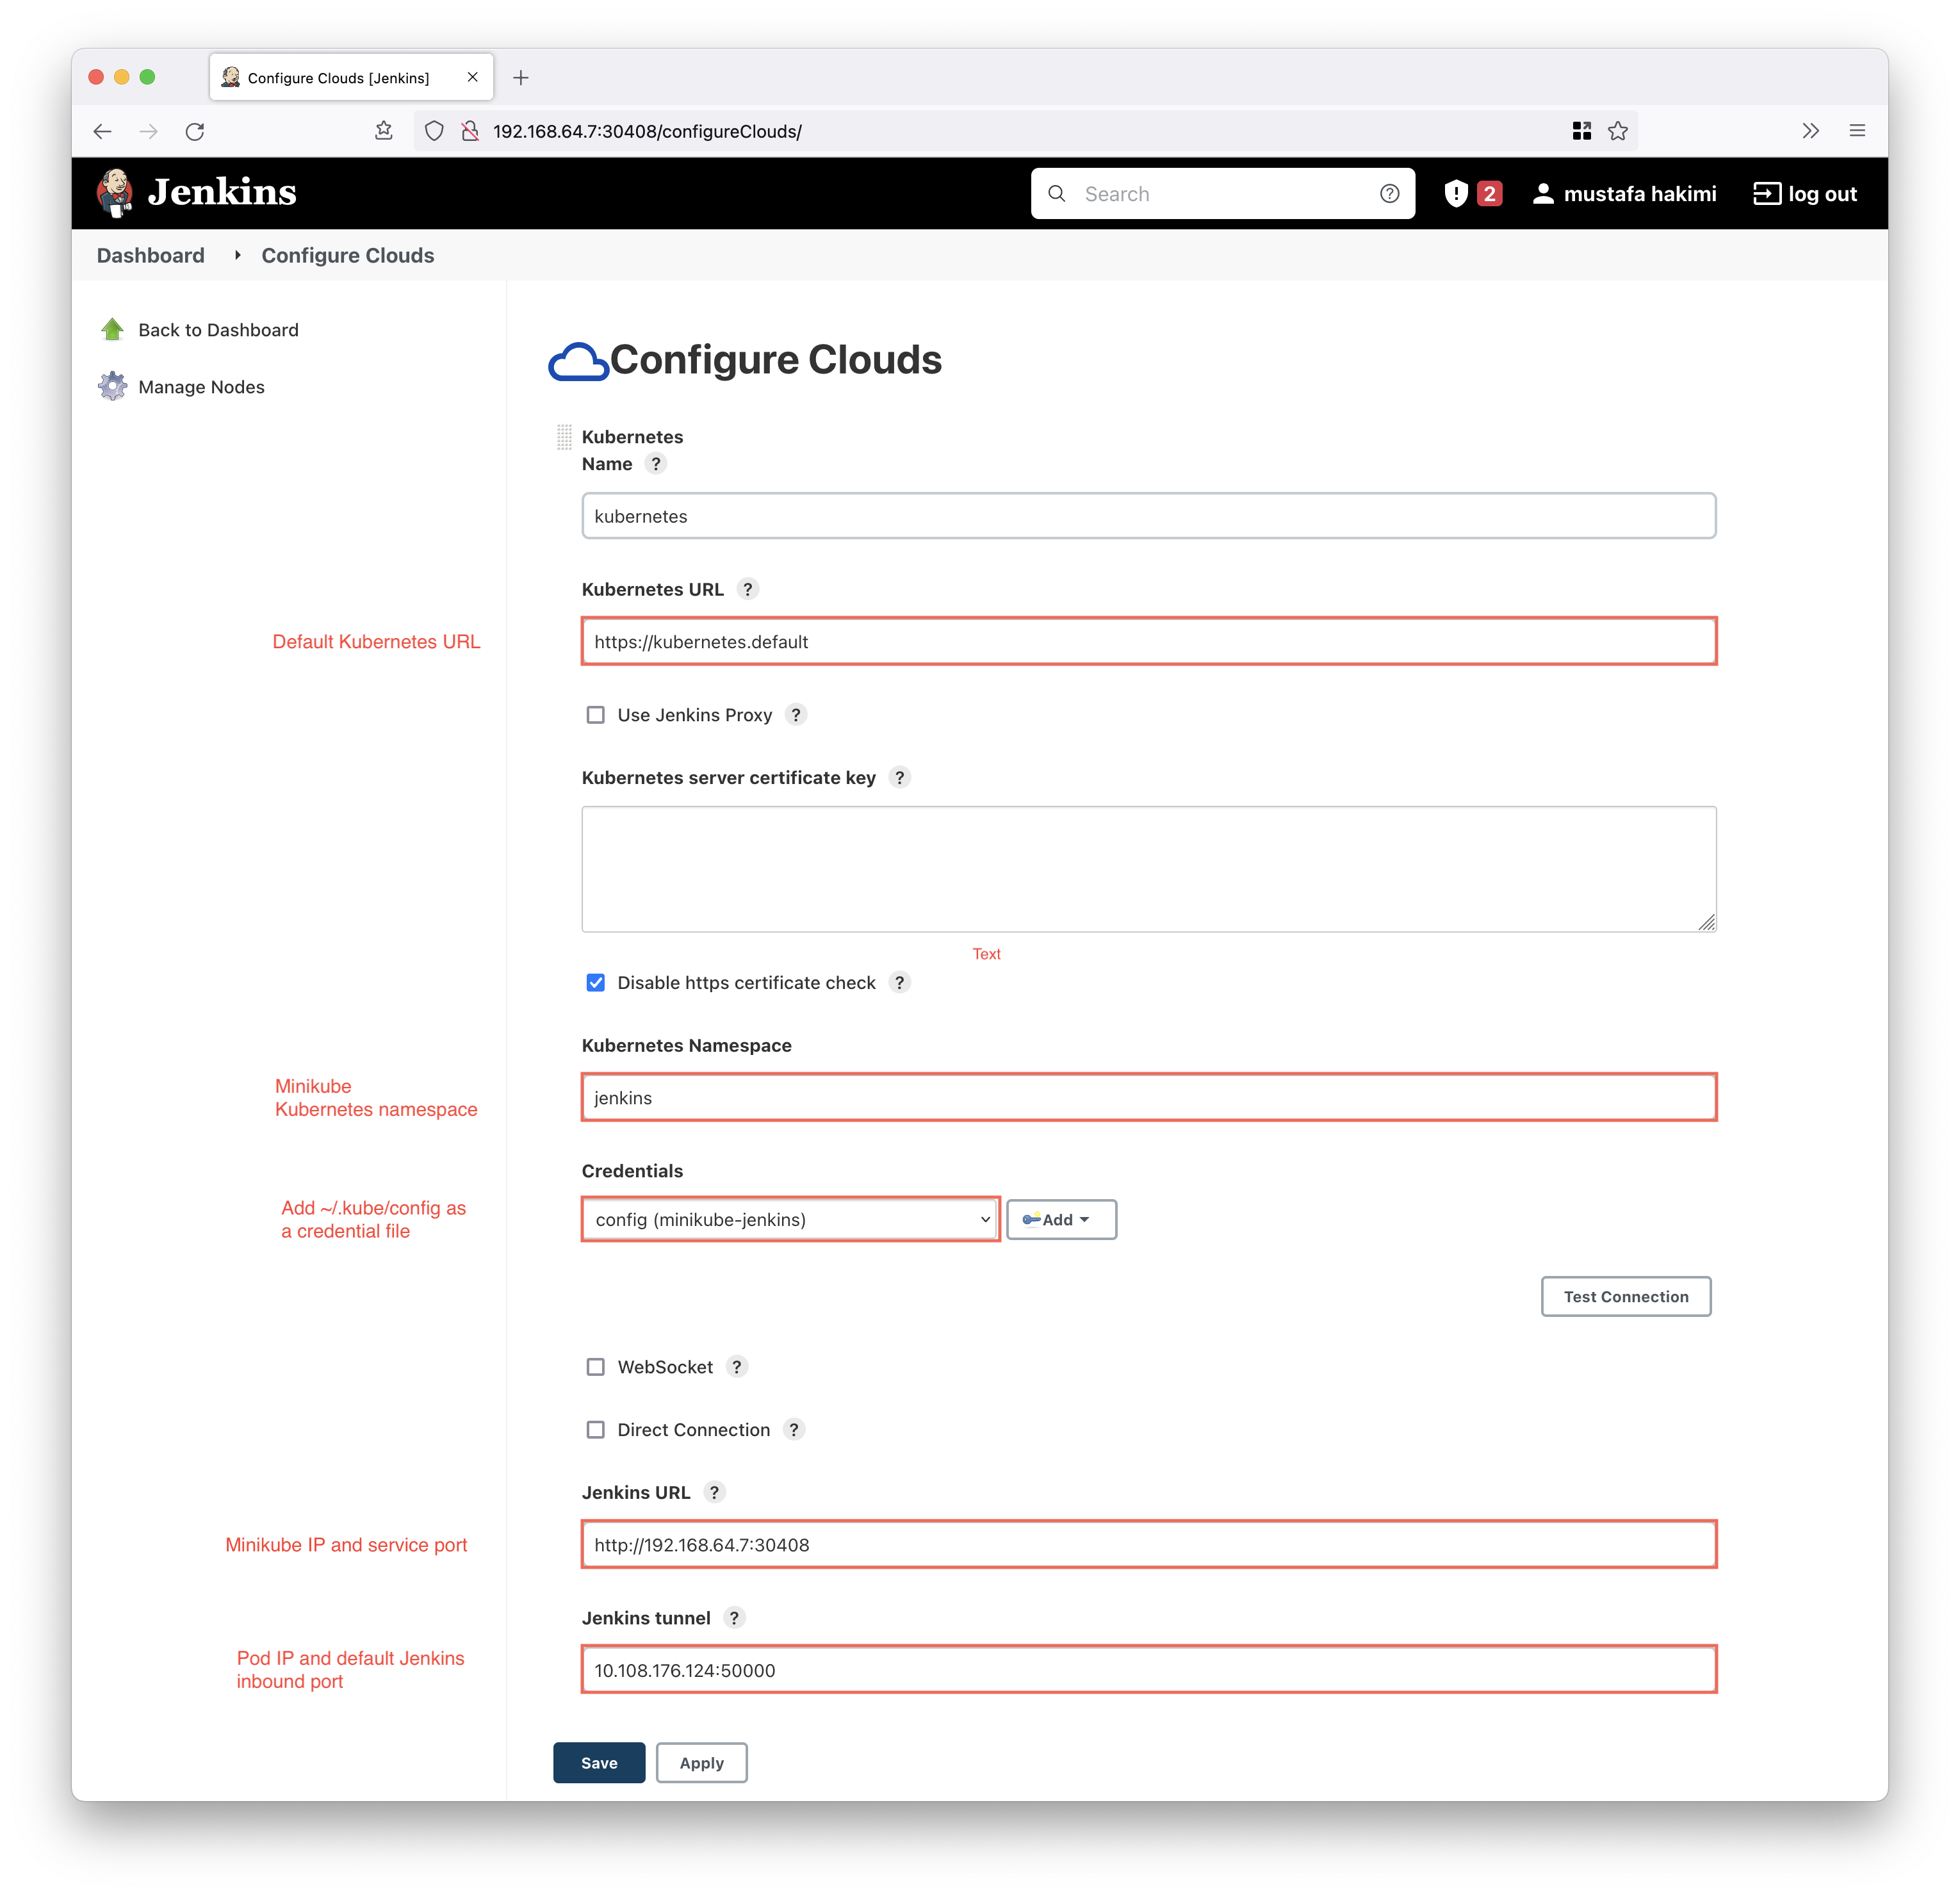 Configure Clouds [Jenkins]
192.168.64.7:30408/configureClouds/
Jenkins
Search
2
mustafa hakimi
log out
Dashboard
Configure Clouds
Back to Dashboard
Manage Nodes
Configure Clouds
Kubernetes
Name ?
kubernetes
Kubernetes URL ?
Default Kubernetes URL
https://kubernetes.default
Use Jenkins Proxy ?
Kubernetes server certificate key ?
Text
Disable https certificate check ?
Kubernetes Namespace
Minikube
Kubernetes namespace
jenkins
Credentials
Add ~/.kube/config as
a credential file
config (minikube-jenkins)
Add
Test Connection
WebSocket ?
Direct Connection ?
Jenkins URL ?
Minikube IP and service port
http://192.168.64.7:30408
Jenkins tunnel ?
Pod IP and default Jenkins
inbound port
10.108.176.124:50000
Save
Apply